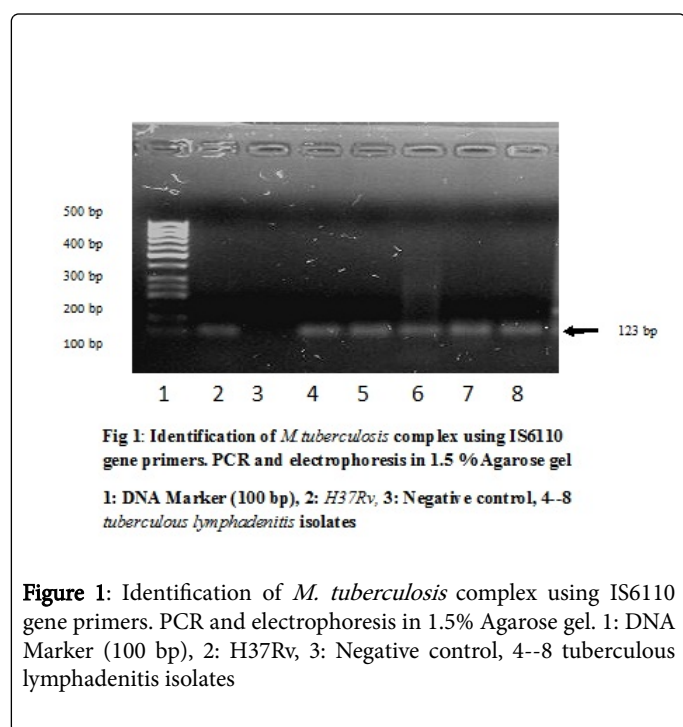 500 bp
400 bp
300 bp
200 bp
100 bp
123 bp
1 2 3 4 5 6 7 8
Fig 1: Identification of M.tuberculosis complex using IS6110
gene primers. PCR and electrophoresis in 1.5 % Agarose gel
1: DNA Marker (100 bp), 2: H37Rv, 3: Negative control, 4--8
tuberculous lymphadenitis isolates
Figure 1: Identification of M. tuberculosis complex using IS6110
gene primers. PCR and electrophoresis in 1.5% Agarose gel. 1: DNA
Marker (100 bp), 2: H37Rv, 3: Negative control, 4--8 tuberculous
lymphadenitis isolates